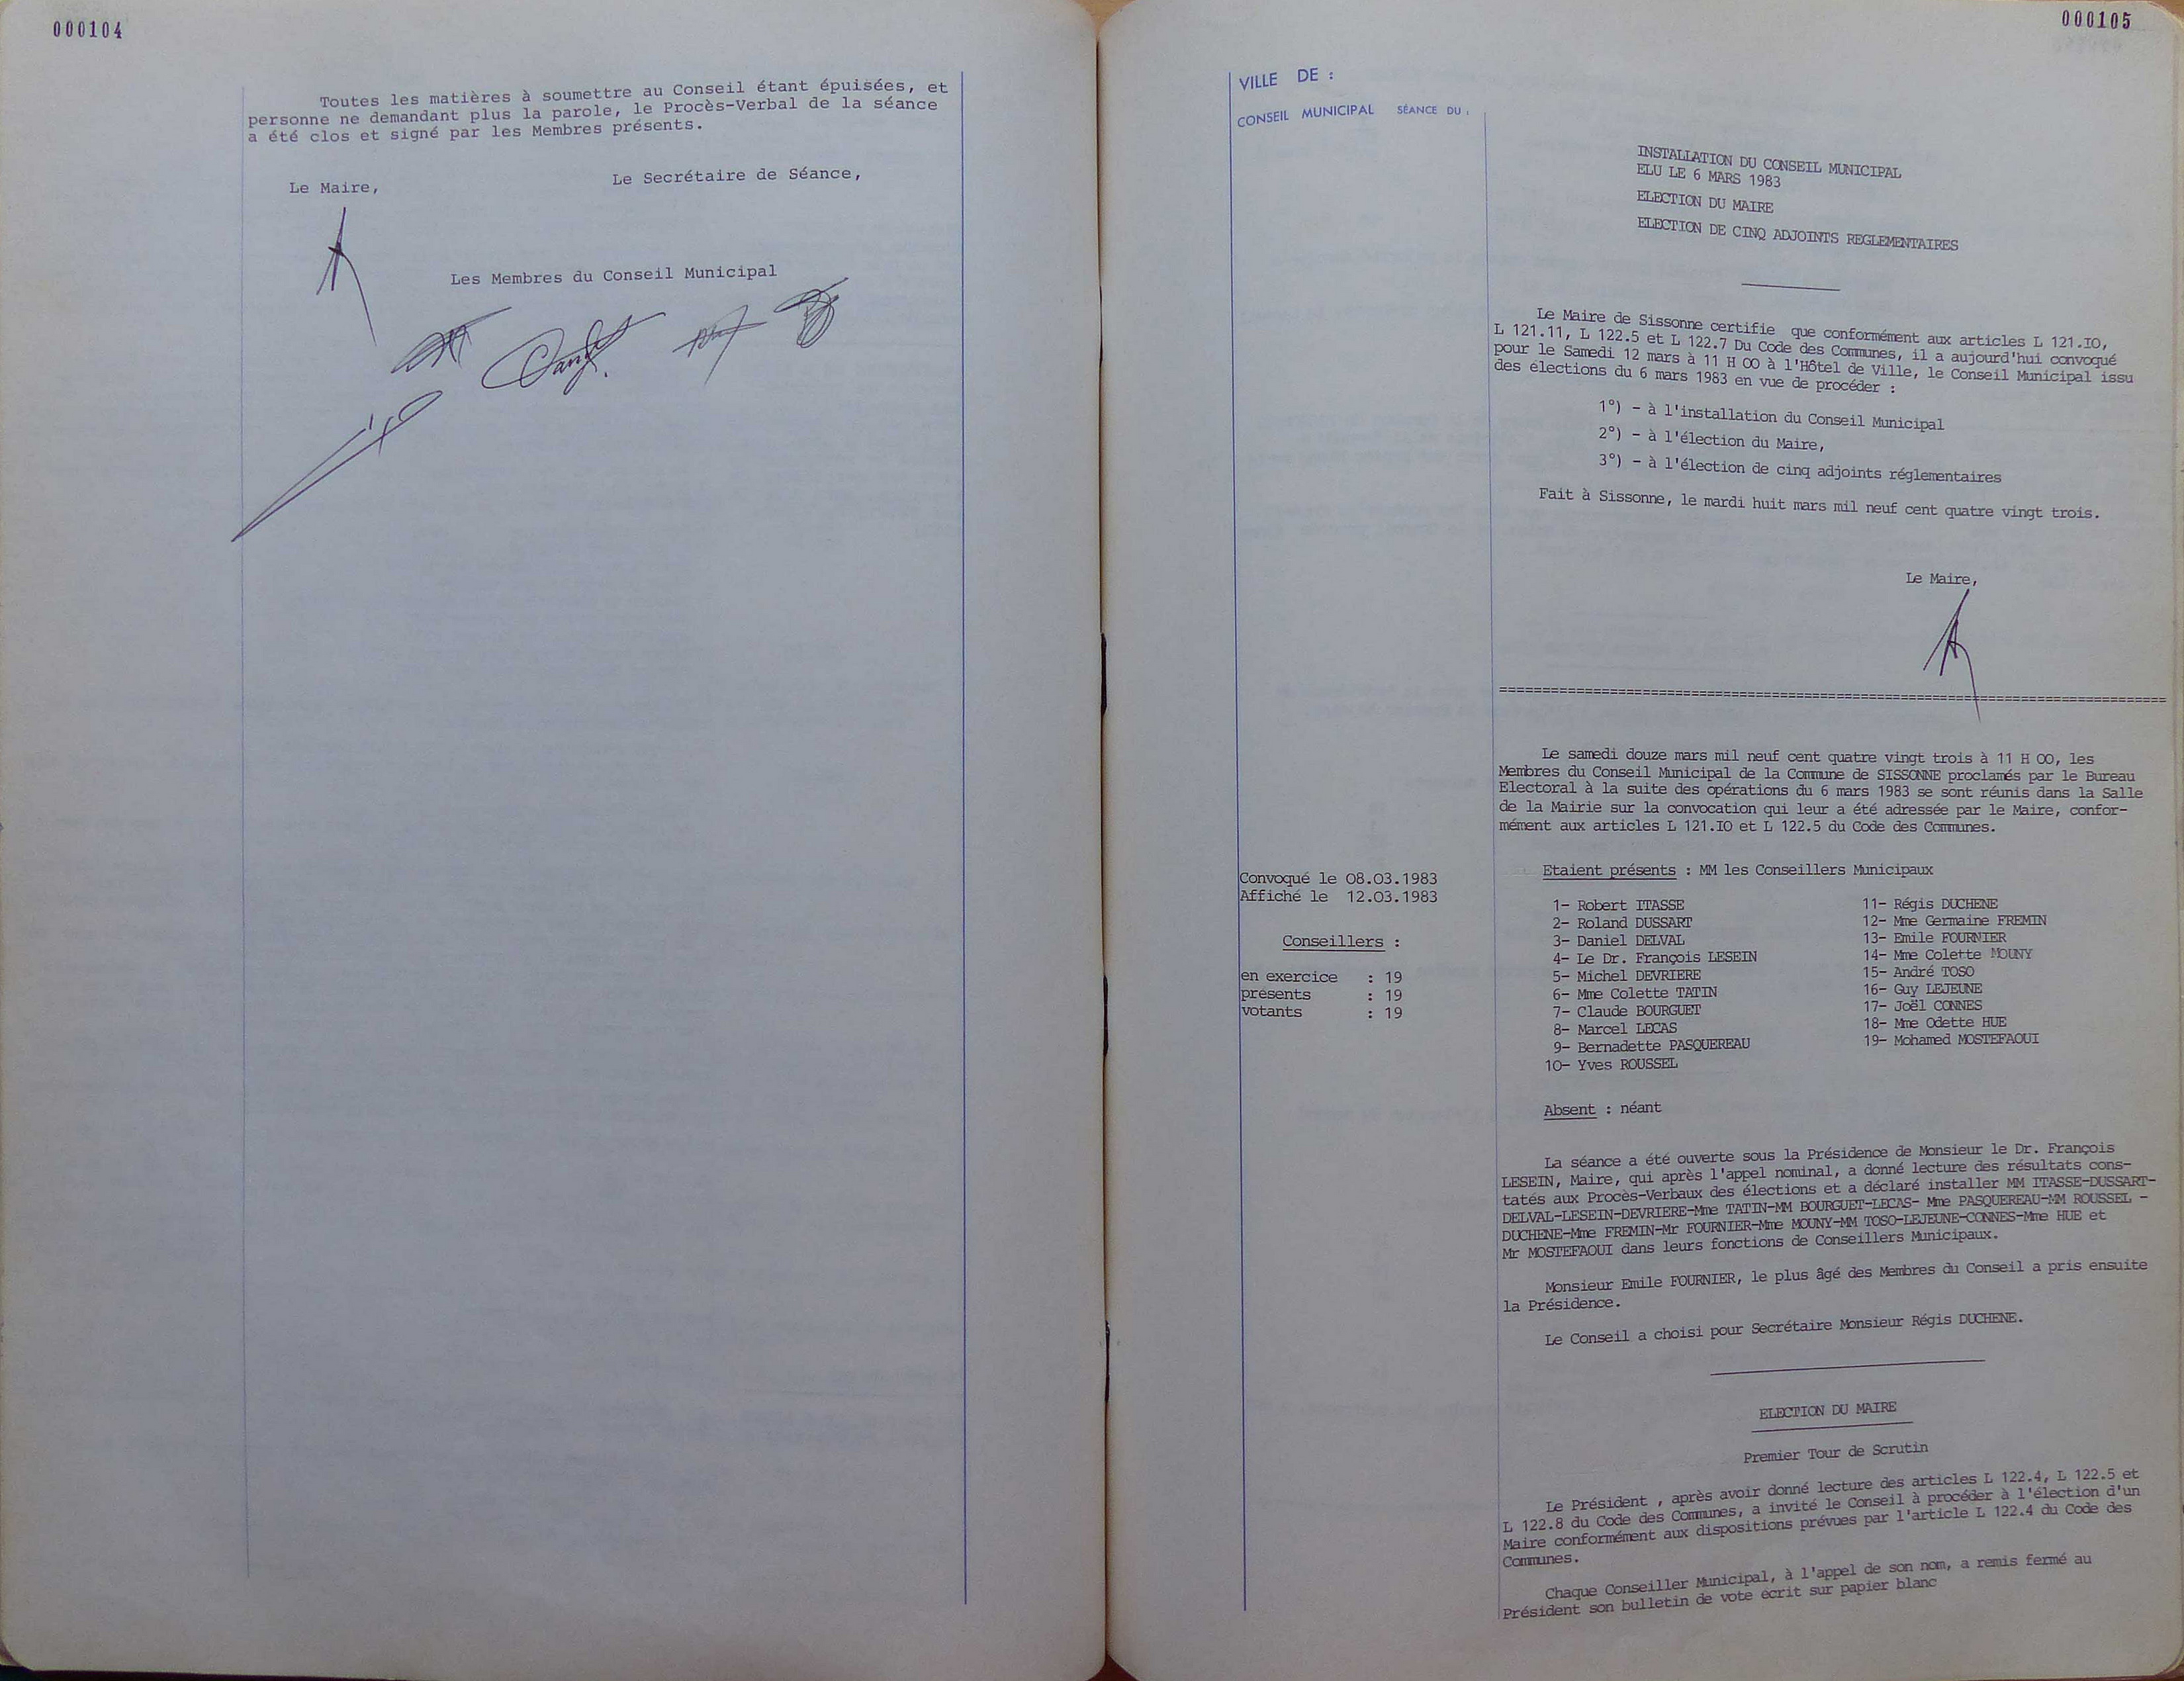 000104
Toutes les matières à soumettre au Conseil étant épuisées, et
personne ne demandant plus la parole, le Procès-Verbal de la séance
a été clos et signé par les Membres présents.
Le Maire,
Le Secrétaire de Séance,
Les Membres du Conseil Municipal
000105
VILLE DE :
CONSEIL MUNICIPAL SÉANCE DU :
INSTALLATION DU CONSEIL MUNICIPAL
ELU LE 6 MARS 1983
ELECTION DU MAIRE
ELECTION DE CINQ ADJOINTS REGLEMENTAIRES
Le Maire de Sissonne certifie que conformément aux articles L 121.IO,
L 121.11, L 122.5 et L 122.7 Du Code des Communes, il a aujourd'hui convoqué
pour le Samedi 12 mars à 11 H OO à l'Hôtel de Ville, le Conseil Municipal issu
des élections du 6 mars 1983 en vue de procéder :
1°) - à l'installation du Conseil Municipal
2°) - à l'élection du Maire,
3°) - à l'élection de cinq adjoints réglementaires
Fait à Sissonne, le mardi huit mars mil neuf cent quatre vingt trois.
Le Maire,
Le samedi douze mars mil neuf cent quatre vingt trois à 11 H OO, les
Membres du Conseil Municipal de la Commune de SISSONNE proclamés par le Bureau
Electoral à la suite des opérations du 6 mars 1983 se sont réunis dans la Salle
de la Mairie sur la convocation qui leur a été adressée par le Maire, confor-
mément aux articles L 121.IO et L 122.5 du Code des Communes.
Convoqué le 08.03.1983
Affiché le 12.03.1983
Conseillers :
en exercice : 19
présents : 19
votants : 19
Etaient présents : MM les Conseillers Municipaux
1- Robert ITASSE
2- Roland DUSSART
3- Daniel DELVAL
4- Le Dr. François LESEIN
5- Michel DEVRIERE
6- Mme Colette TATIN
7- Claude BOURGUET
8- Marcel LECAS
9- Bernadette PASQUEREAU
10- Yves ROUSSEL
11- Régis DUCHENE
12- Mme Germaine FREMIN
13- Emile FOURNIER
14- Mme Colette MOUNY
15- André TOSO
16- Guy LEJEUNE
17- Joël CONNES
18- Mme Odette HUE
19- Mohamed MOSTEFAOUI
Absent : néant
La séance a été ouverte sous la Présidence de Monsieur le Dr. François
LESEIN, Maire, qui après l'appel nominal, a donné lecture des résultats cons-
tatés aux Procès-Verbaux des élections et a déclaré installer MM ITASSE-DUSSART-
DELVAL-LESEIN-DEVRIERE-Mme TATIN-MM BOURGUET-LECAS- Mme PASQUEREAU-MM ROUSSEL -
DUCHENE-Mme FREMIN-Mr FOURNIER-Mme MOUNY-MM TOSO-LEJEUNE-CONNES-Mme HUE et
Mr MOSTEFAOUI dans leurs fonctions de Conseillers Municipaux.
Monsieur Emile FOURNIER, le plus âgé des Membres du Conseil a pris ensuite
la Présidence.
Le Conseil a choisi pour Secrétaire Monsieur Régis DUCHENE.
ELECTION DU MAIRE
Premier Tour de Scrutin
Le Président , après avoir donné lecture des articles L 122.4, L 122.5 et
L 122.8 du Code des Communes, a invité le Conseil à procéder à l'élection d'un
Maire conformément aux dispositions prévues par l'article L 122.4 du Code des
Communes.
Chaque Conseiller Municipal, à l'appel de son nom, a remis fermé au
Président son bulletin de vote écrit sur papier blanc